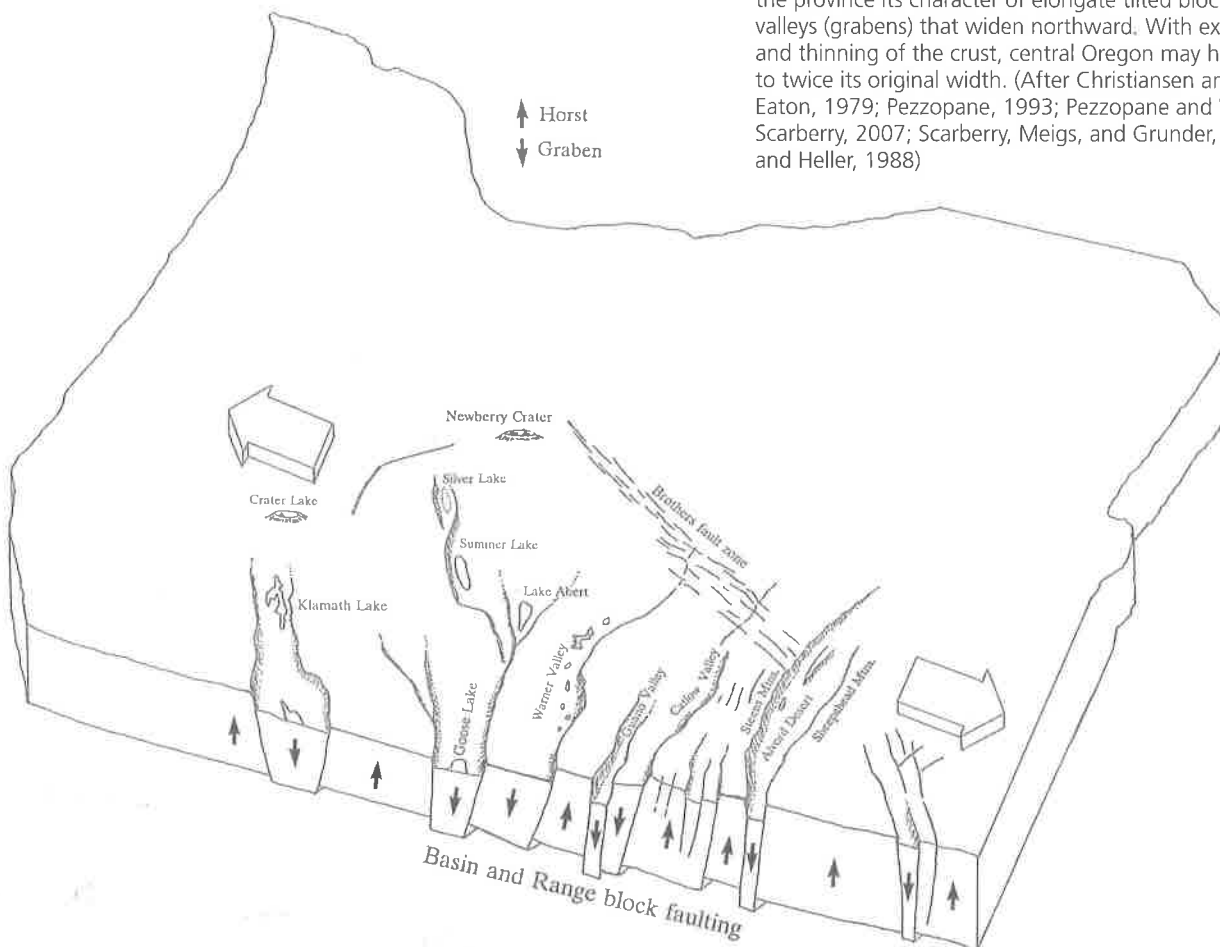 the province its character of elongate tilted bloc
valleys (grabens) that widen northward. With ex
and thinning of the crust, central Oregon may h
to twice its original width. (After Christiansen ar
Eaton, 1979; Pezzopane, 1993; Pezzopane and
Scarberry, 2007; Scarberry, Meigs, and Grunder,
and Heller, 1988)
Horst
Graben
Newberry Crater
Silver Lake
Crater Lake
Brothers fault zone
Summer Lake
Lake Abert
Klamath Lake
Goose Lake
Warner Valley
Guano Valley
Catlow Valley
Steens Mtn.
Alvord Desert
Sheepshead Mtn.
Basin and Range block faulting